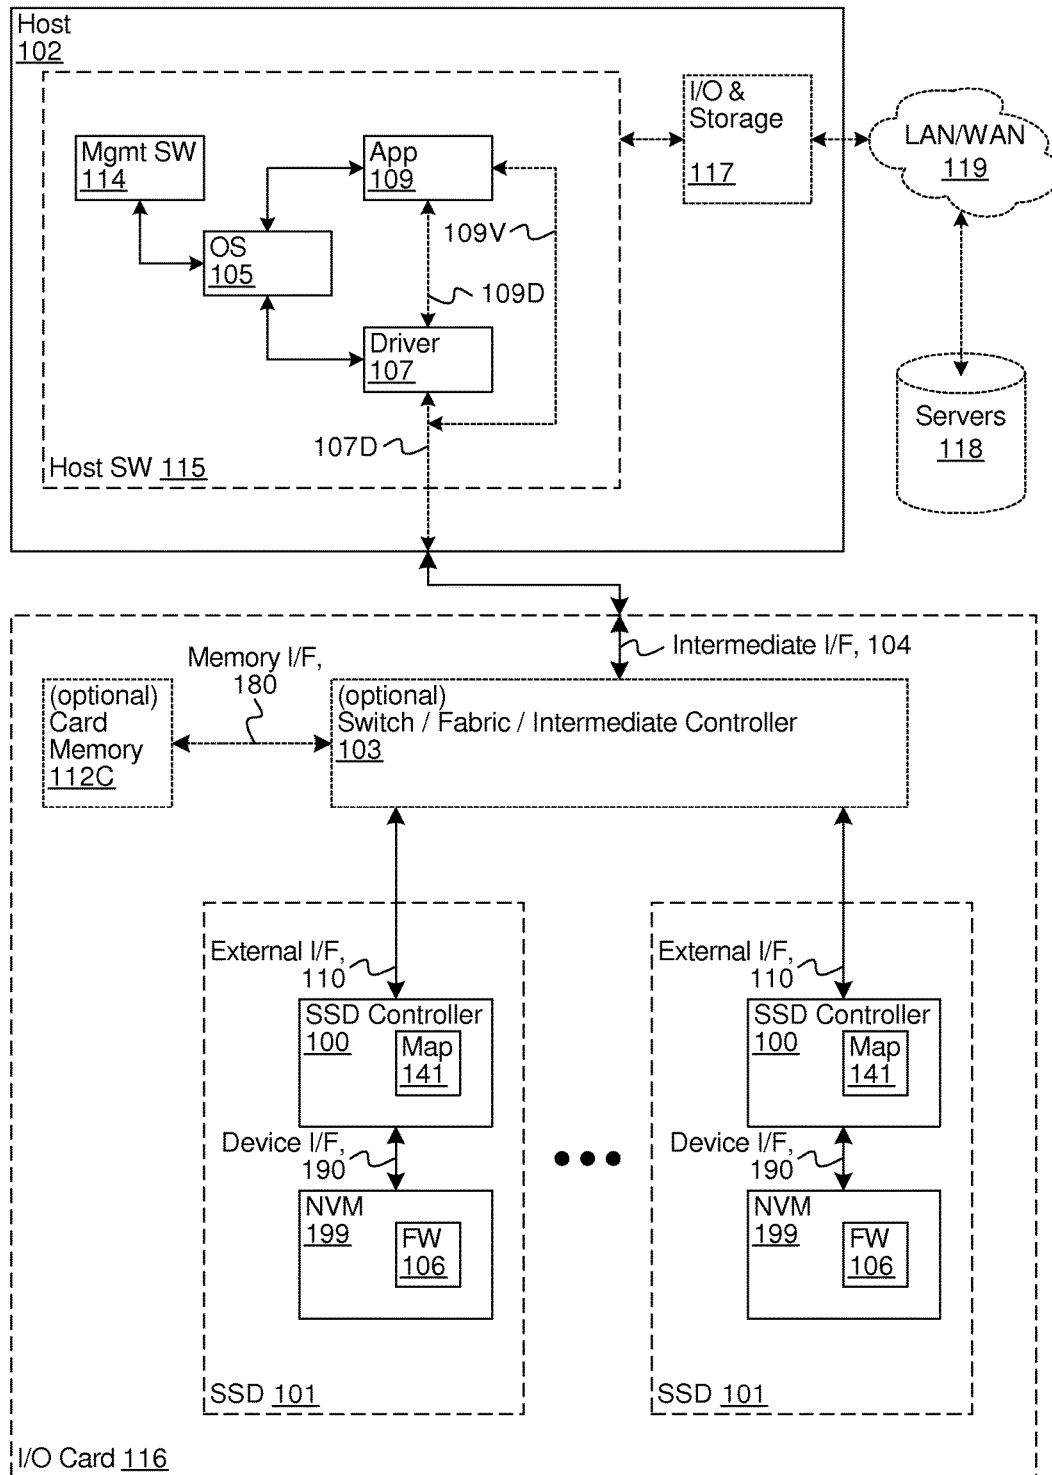 Host
102
I/O &
Storage
117
LAN/WAN
119
Mgmt SW
114
App
109
109V
OS
105
109D
Driver
107
Servers
118
107D
Host SW 115
Intermediate I/F, 104
Memory I/F,
180
(optional)
Card
Memory
112C
(optional)
Switch / Fabric / Intermediate Controller
103
External I/F,
110
SSD Controller
100
Map
141
Device I/F,
190
NVM
199
FW
106
SSD 101
External I/F,
110
SSD Controller
100
Map
141
Device I/F,
190
NVM
199
FW
106
SSD 101
I/O Card 116